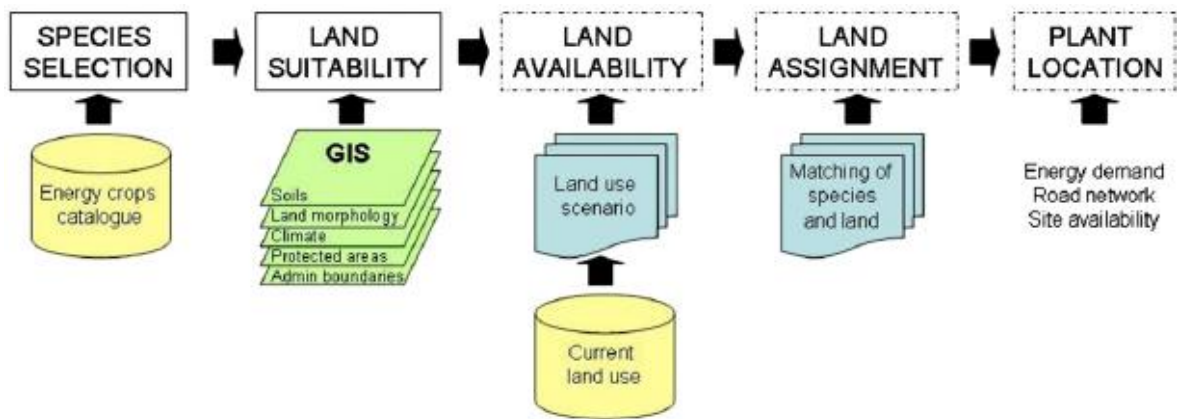 SPECIES
SELECTION
LAND
SUITABILITY
LAND
AVAILABILITY
LAND
ASSIGNMENT
PLANT
LOCATION
Energy crops
catalogue
GIS
Soils
Land morphology
Climate
Protected areas
Admin boundaries
Land use
scenario
Matching of
species
and land
Energy demand
Road network
Site availability
Current
land use